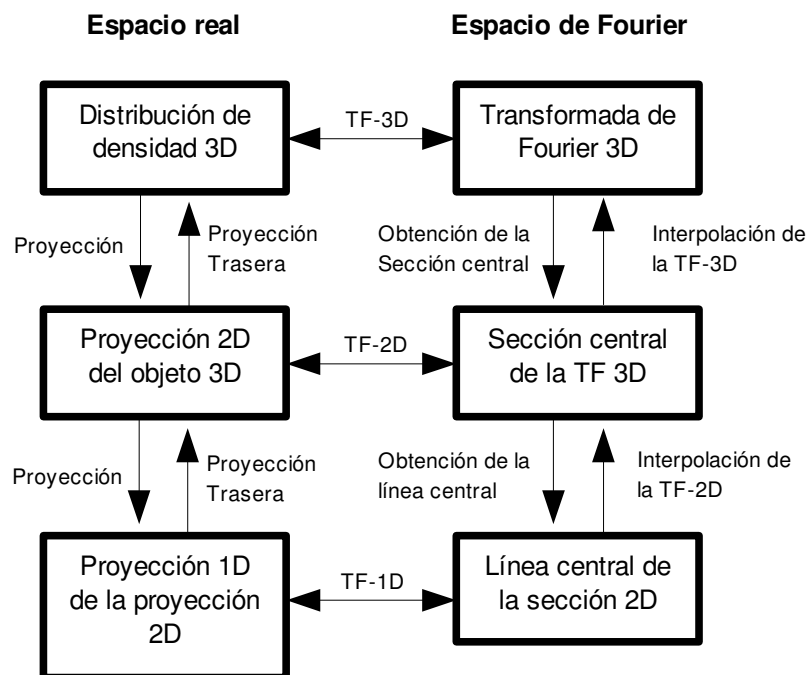 Espacio real
Espacio de Fourier
Distribución de
densidad 3D
TF-3D
Transformada de
Fourier 3D
Proyección
Proyección
Trasera
Obtención de la
Sección central
Interpolación de
la TF-3D
Proyección 2D
del objeto 3D
TF-2D
Sección central
de la TF 3D
Proyección
Proyección
Trasera
Obtención de la
línea central
Interpolación de
la TF-2D
Proyección 1D
de la proyección
2D
TF-1D
Línea central de
la sección 2D